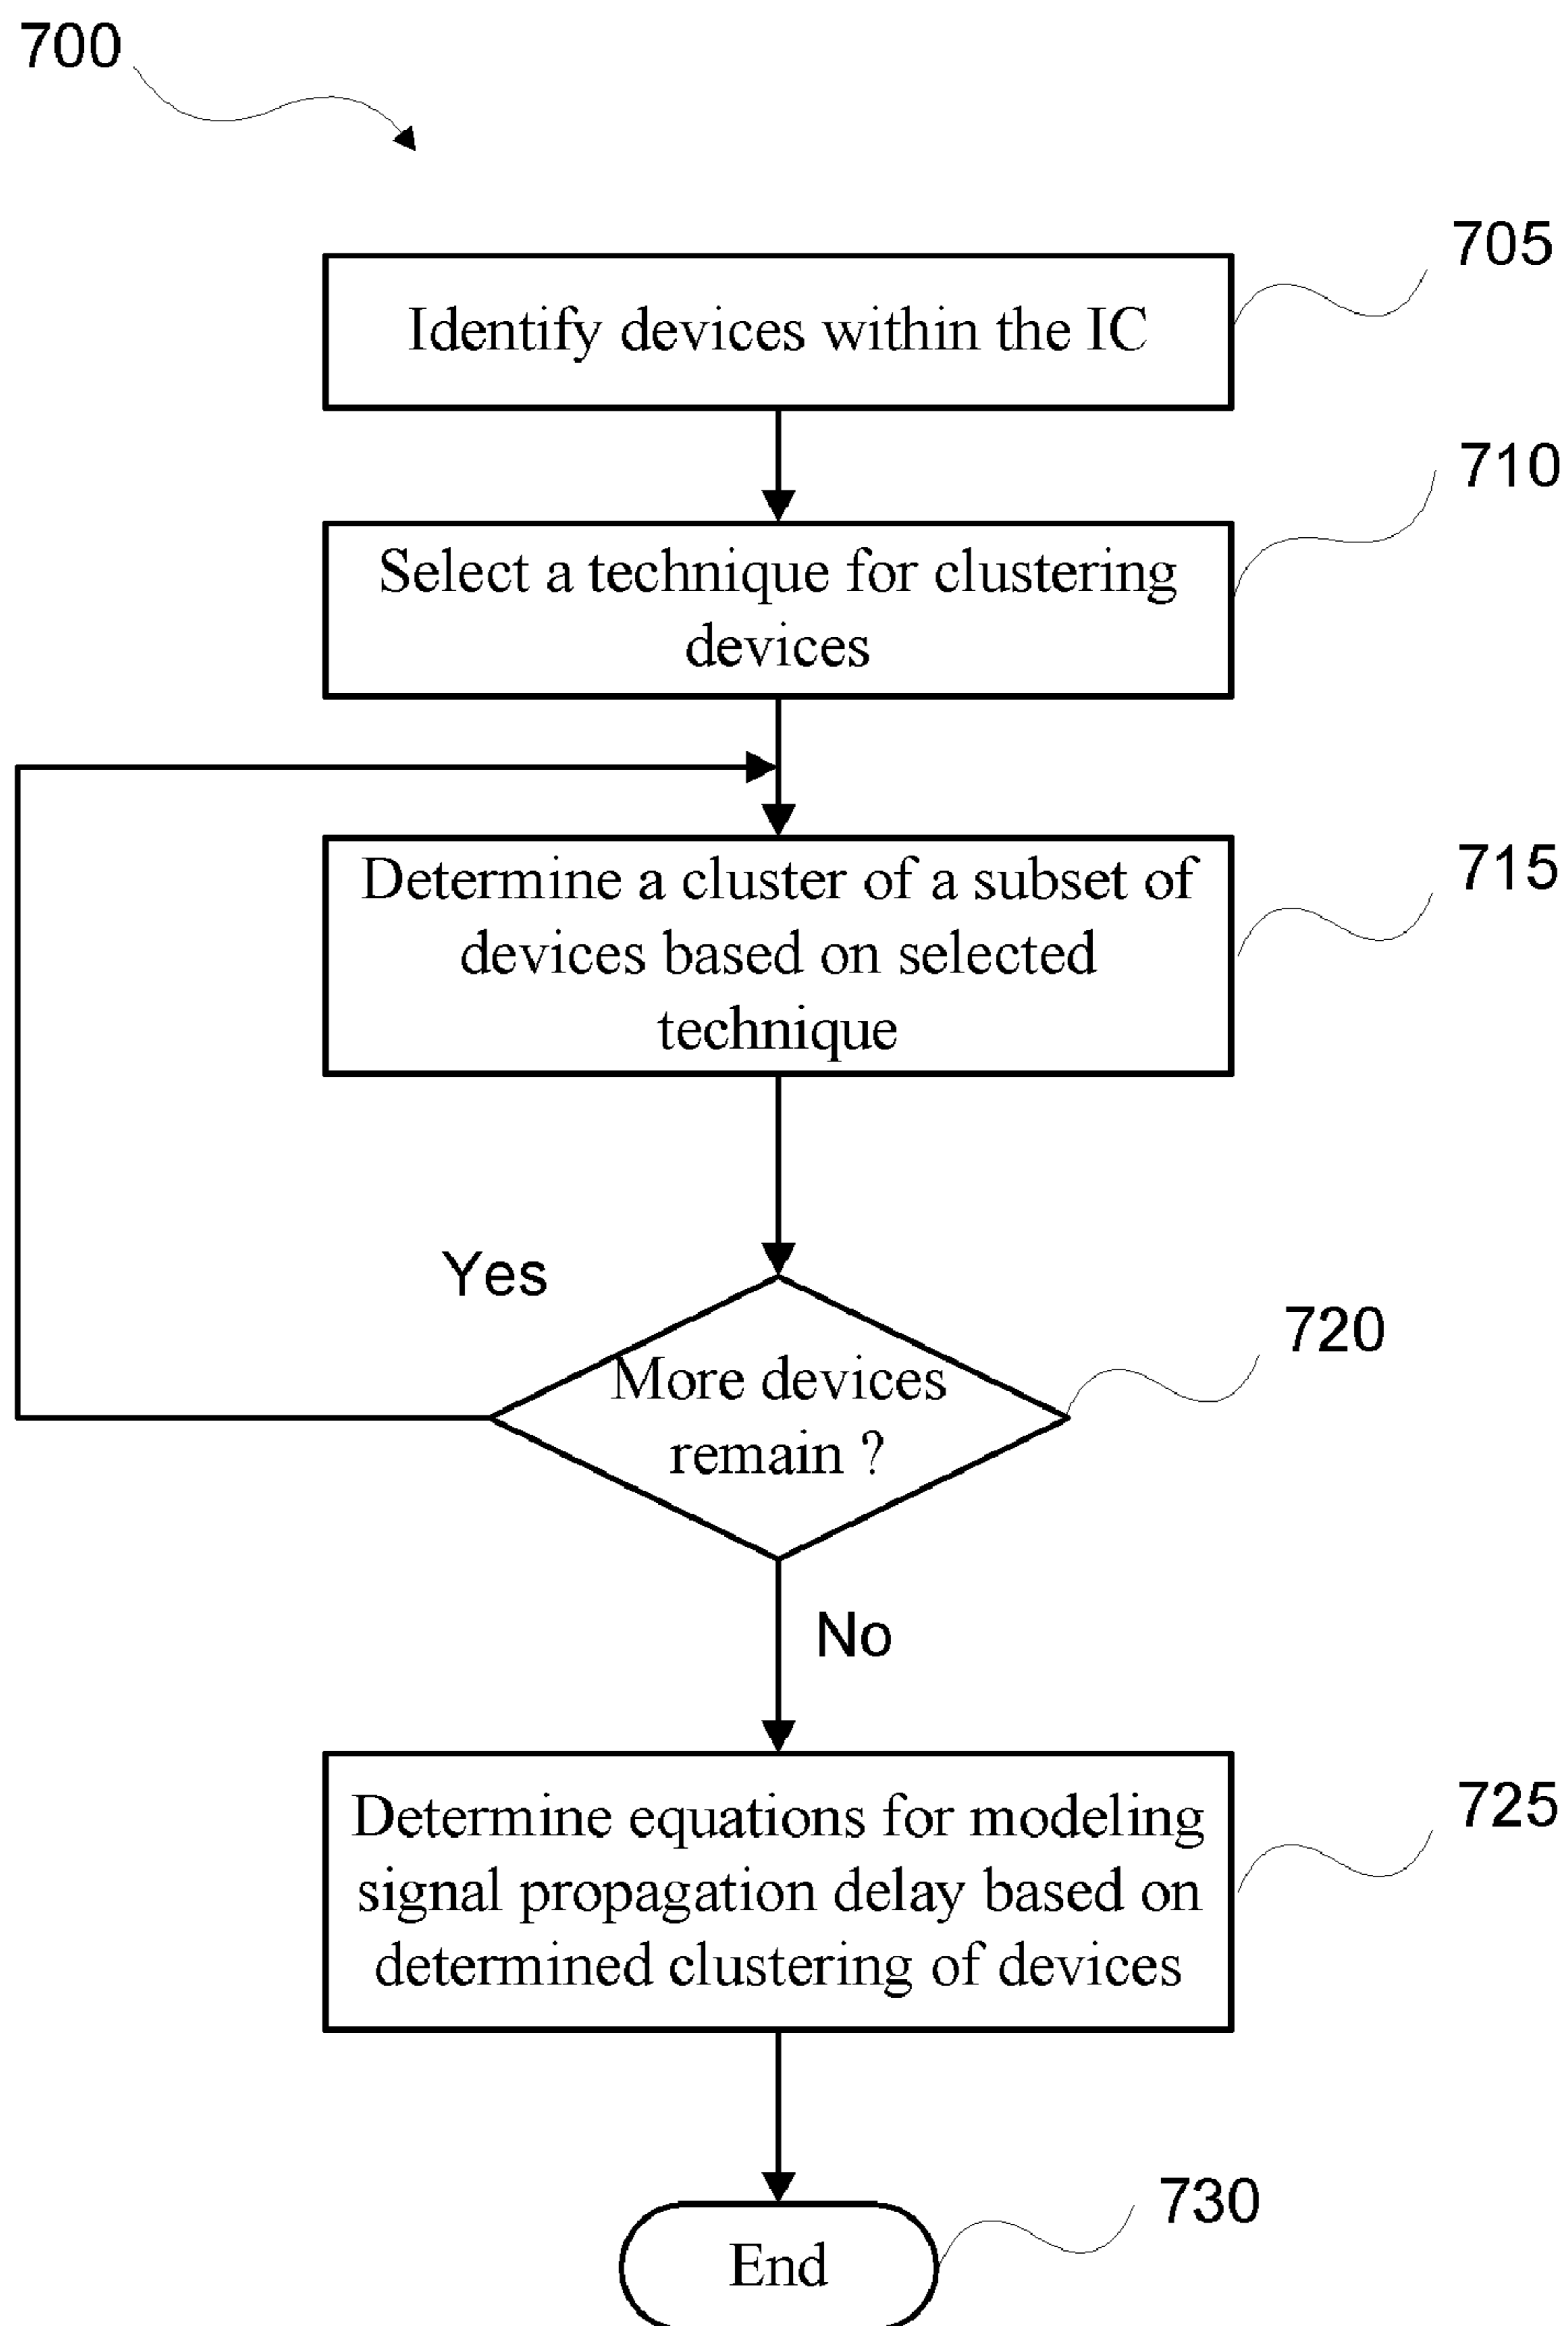 700
705
Identify devices within the IC
710
Select a technique for clustering
devices
715
Determine a cluster of a subset of
devices based on selected
technique
Yes
720
More devices
remain ?
No
725
Determine equations for modeling
signal propagation delay based on
determined clustering of devices
730
End